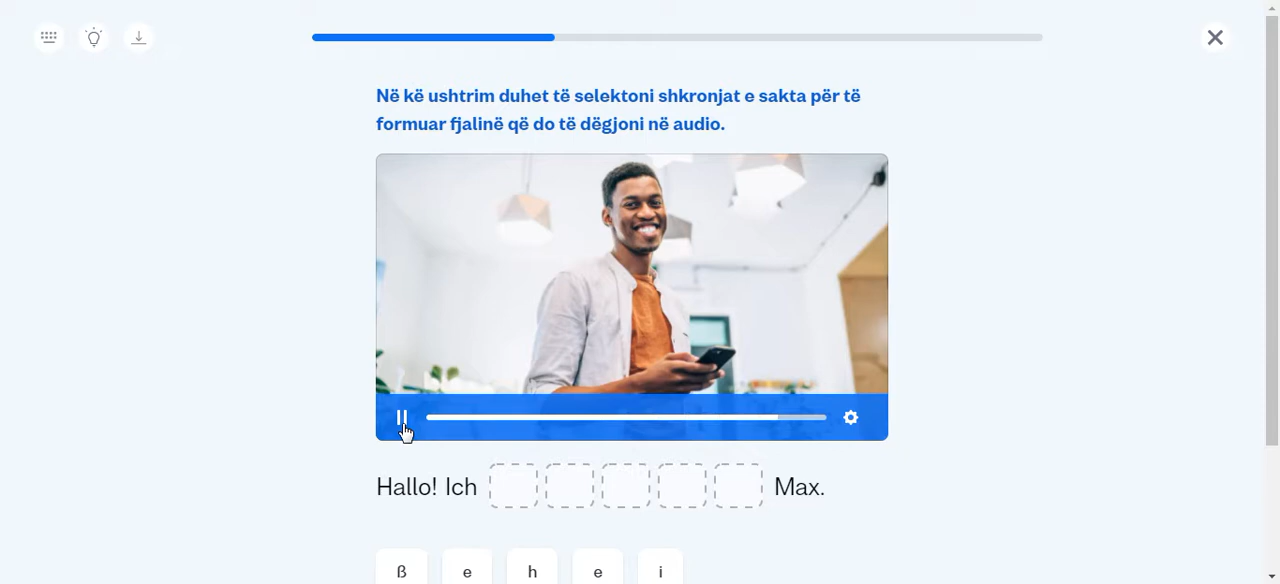 Në kë ushtrim duhet të selektoni shkronjat e sakta për të
formuar fjalinë që do të dëgjoni në audio.
Hallo! Ich Max.
ß e h e i